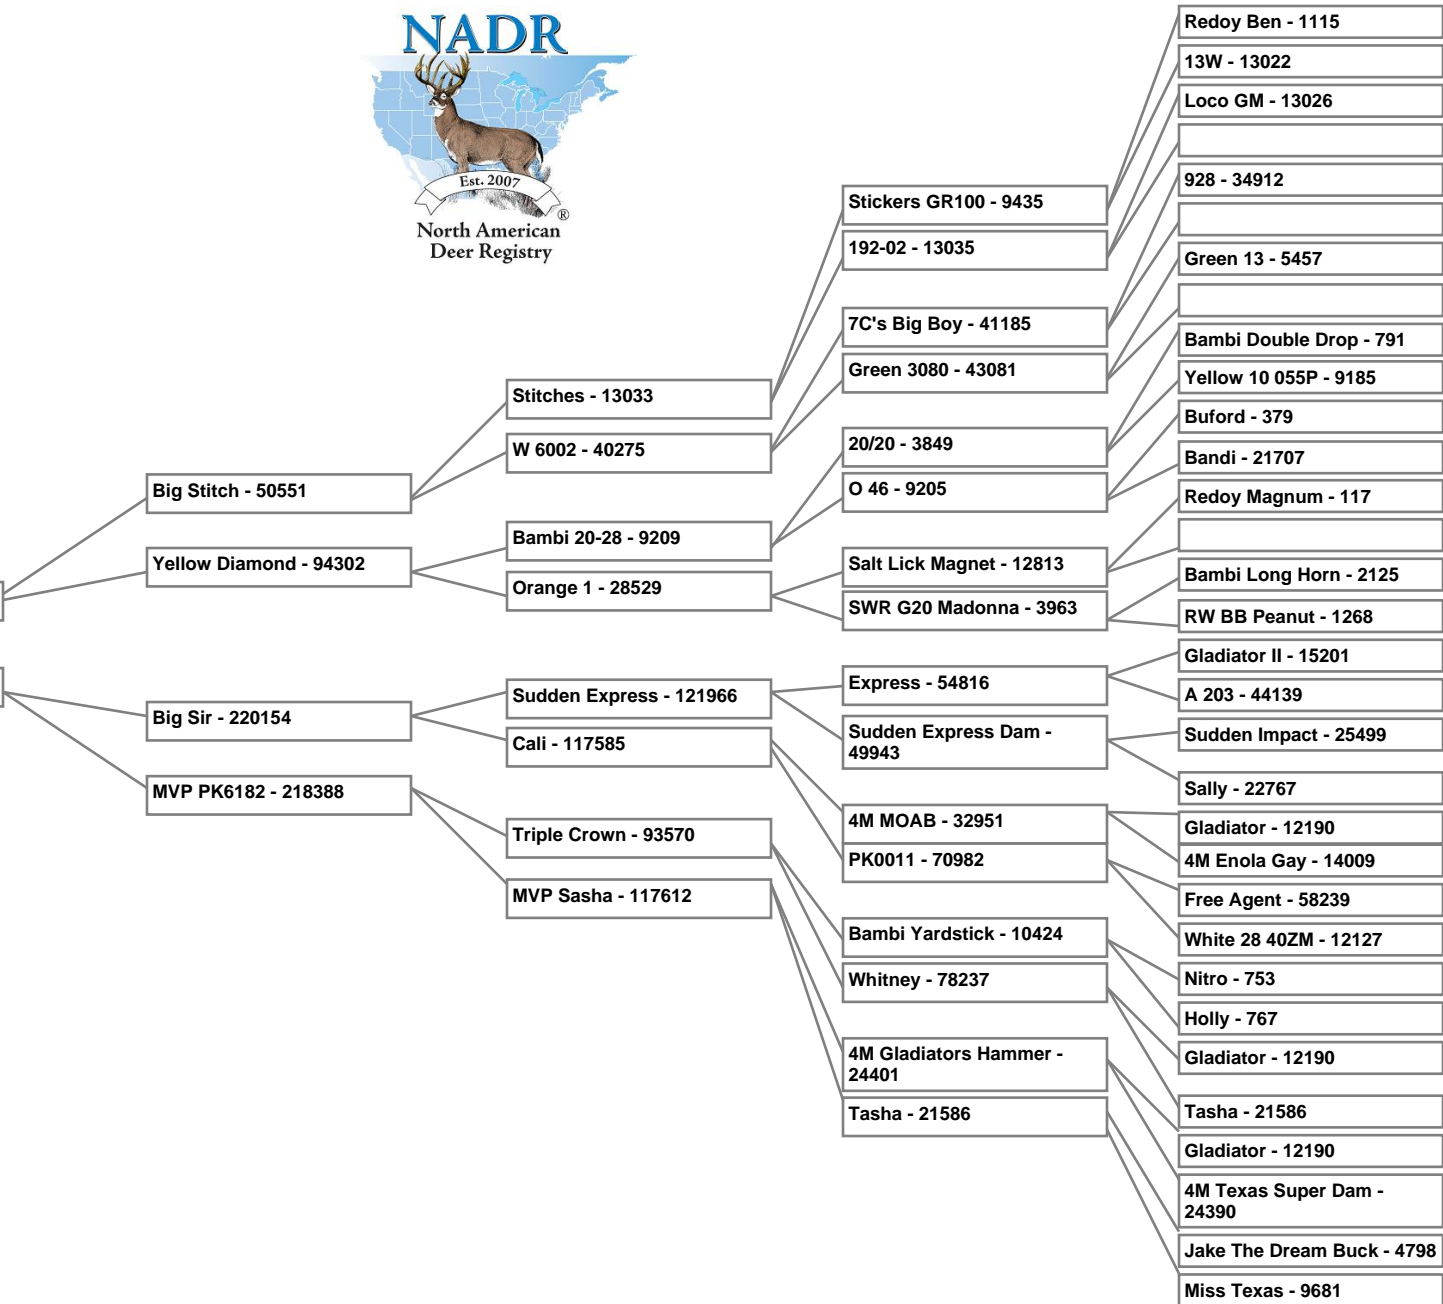 NADR
Est. 2007
®
North American
Deer Registry
Big Stitch - 50551
Yellow Diamond - 94302
Big Sir - 220154
MVP PK6182 - 218388
Stitches - 13033
W 6002 - 40275
Bambi 20-28 - 9209
Orange 1 - 28529
Sudden Express - 121966
Cali - 117585
Triple Crown - 93570
MVP Sasha - 117612
Stickers GR100 - 9435
192-02 - 13035
7C's Big Boy - 41185
Green 3080 - 43081
20/20 - 3849
O 46 - 9205
Salt Lick Magnet - 12813
SWR G20 Madonna - 3963
Express - 54816
Sudden Express Dam -
49943
4M MOAB - 32951
PK0011 - 70982
Bambi Yardstick - 10424
Whitney - 78237
4M Gladiators Hammer -
24401
Tasha - 21586
Redoy Ben - 1115
13W - 13022
Loco GM - 13026
928 - 34912
Green 13 - 5457
Bambi Double Drop - 791
Yellow 10 055P - 9185
Buford - 379
Bandi - 21707
Redoy Magnum - 117
Bambi Long Horn - 2125
RW BB Peanut - 1268
Gladiator II - 15201
A 203 - 44139
Sudden Impact - 25499
Sally - 22767
Gladiator - 12190
4M Enola Gay - 14009
Free Agent - 58239
White 28 40ZM - 12127
Nitro - 753
Holly - 767
Gladiator - 12190
Tasha - 21586
Gladiator - 12190
4M Texas Super Dam -
24390
Jake The Dream Buck - 4798
Miss Texas - 9681